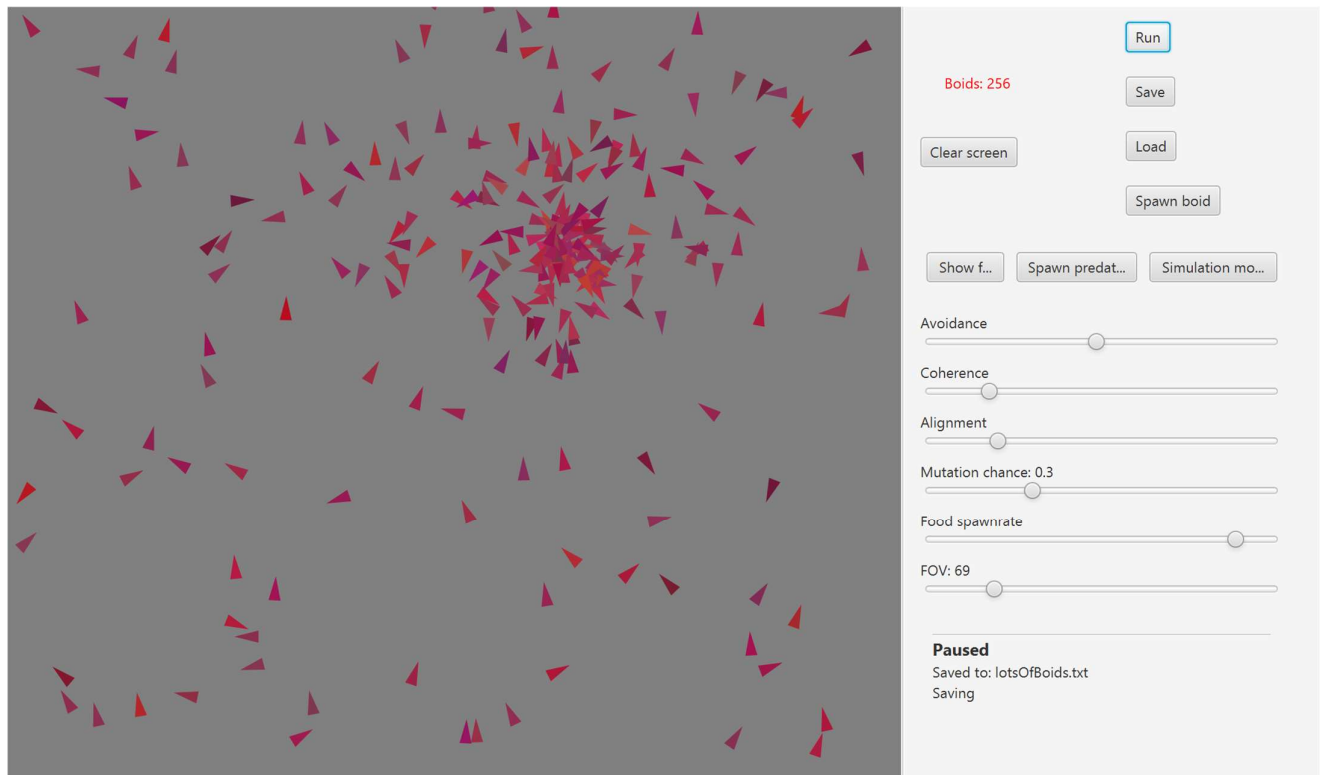 Run
Boids: 256
Save
Clear screen
Load
Spawn boid
Show f...
Spawn predat...
Simulation mo...
Avoidance
Coherence
Alignment
Mutation chance: 0.3
Food spawnrate
FOV: 69
Paused
Saved to: lotsOfBoids.txt
Saving